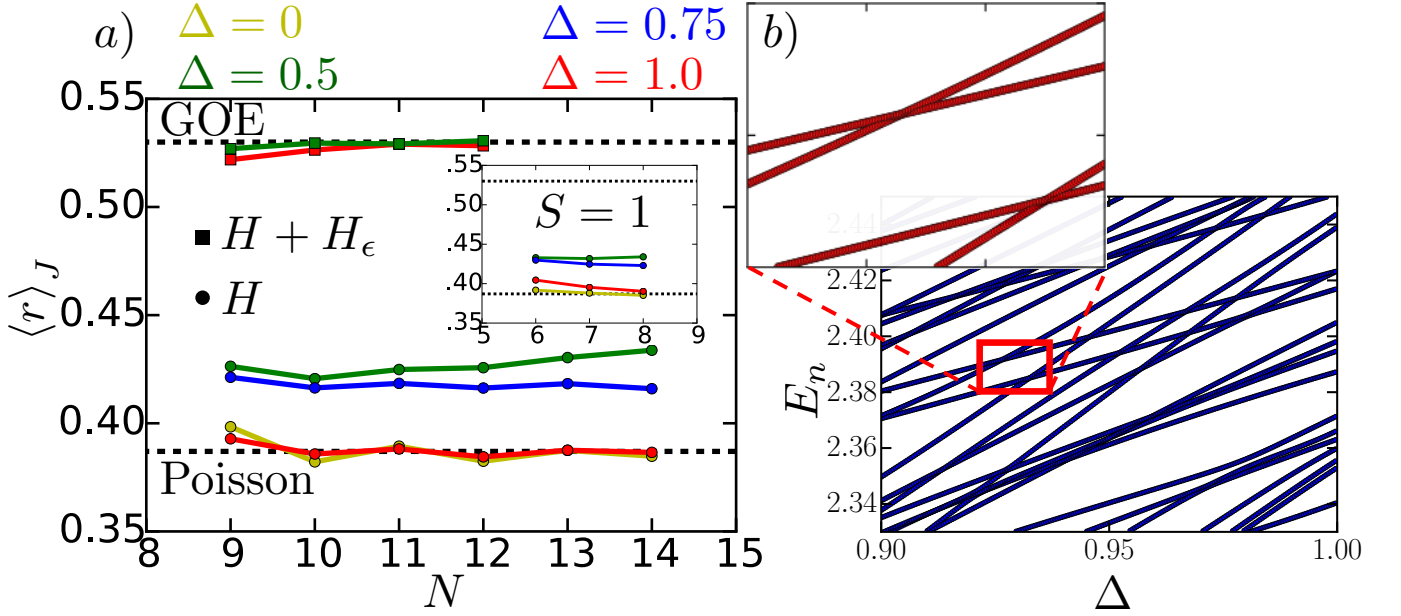 a)
Δ = 0
Δ = 0.5
Δ = 0.75
Δ = 1.0
b)
0.55
0.50
0.45
0.40
0.35
⟨r⟩_J
GOE
Poisson
■ H + H_ϵ
● H
8 9 10 11 12 13 14 15
N
.55
.50
.45
.40
.35
S = 1
5 6 7 8 9
2.44
2.42
2.40
2.38
2.36
2.34
E_n
0.90 0.95 1.00
Δ